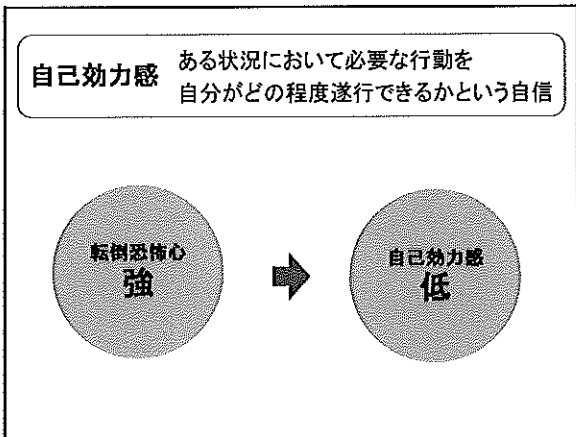 自己効力感
ある状況において必要な行動を
自分がどの程度遂行できるかという自信
転倒恐怖心
強
自己効力感
低